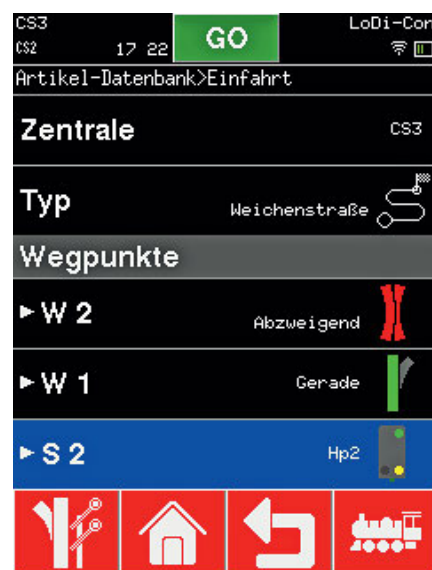 CS3 LoDi-Con
CS2 17 22 GO
Artikel-Datenbank>Einfahrt
Zentrale CS3
Typ Weichenstraße
Wegpunkte
W 2 Abzweigend
W 1 Gerade
S 2 Hp2